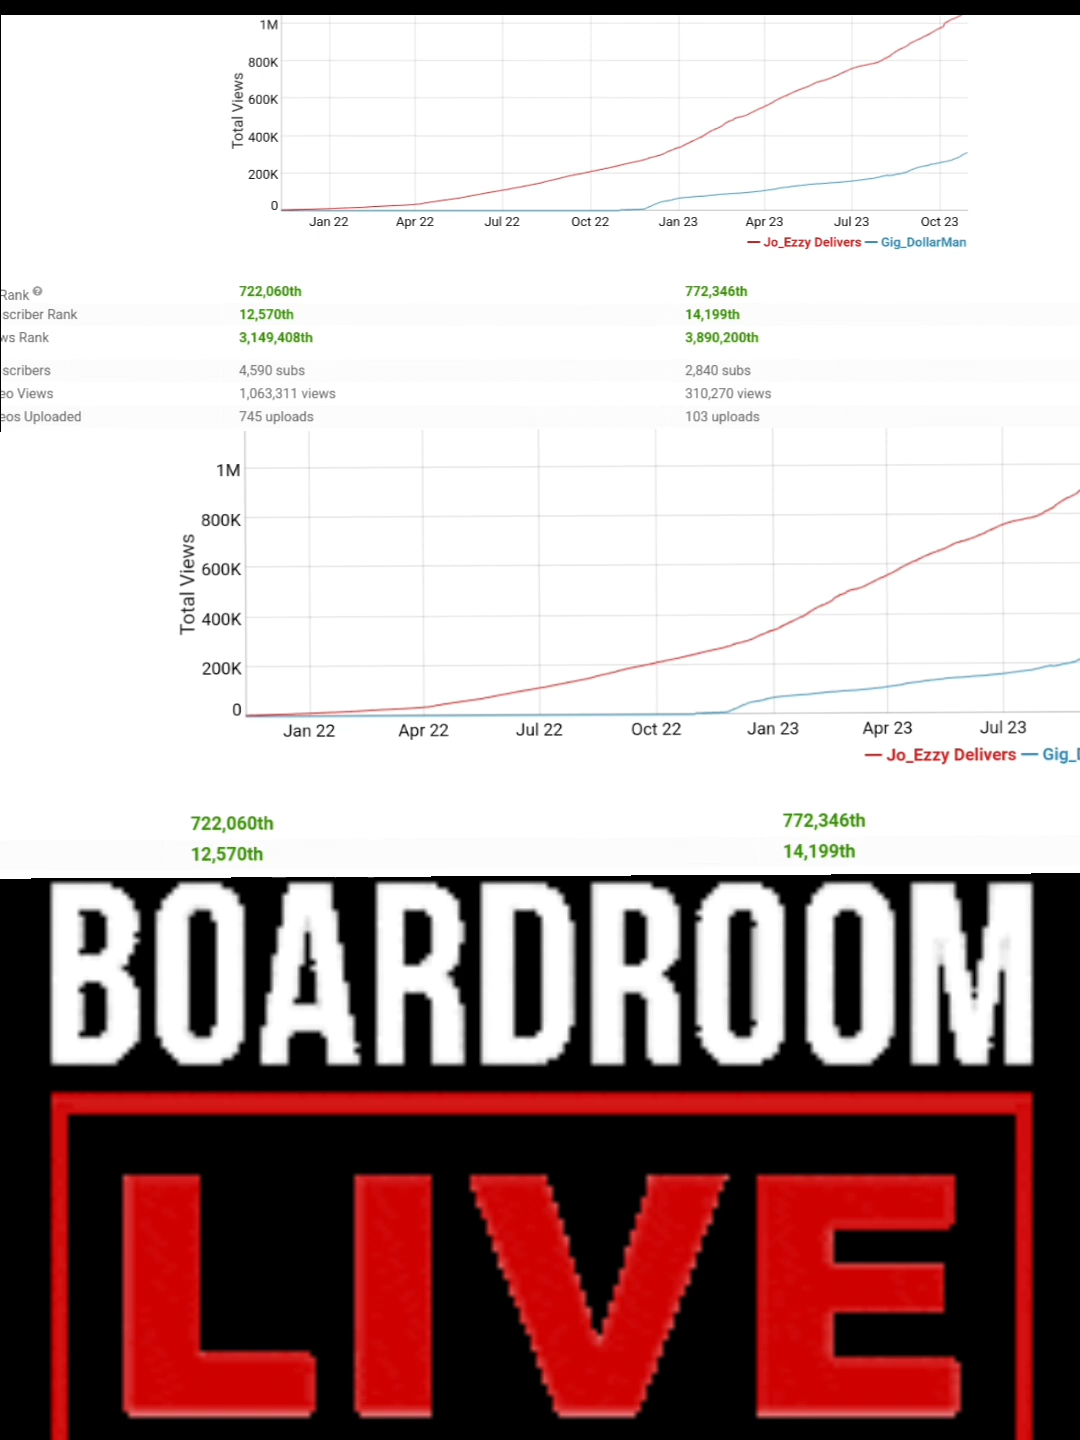 1M
800K
600K
400K
200K
0
Total Views
Jan 22 Apr 22 Jul 22 Oct 22 Jan 23 Apr 23 Jul 23 Oct 23
Jo_Ezzy Delivers Gig_DollarMan
Rank ? 722,060th 772,346th
scriber Rank 12,570th 14,199th
ws Rank 3,149,408th 3,890,200th
scribers 4,590 subs 2,840 subs
eo Views 1,063,311 views 310,270 views
eos Uploaded 745 uploads 103 uploads
1M
800K
600K
400K
200K
0
Total Views
Jan 22 Apr 22 Jul 22 Oct 22 Jan 23 Apr 23 Jul 23
Jo_Ezzy Delivers Gig_
722,060th 772,346th
12,570th 14,199th
BOARDROOM
LIVE